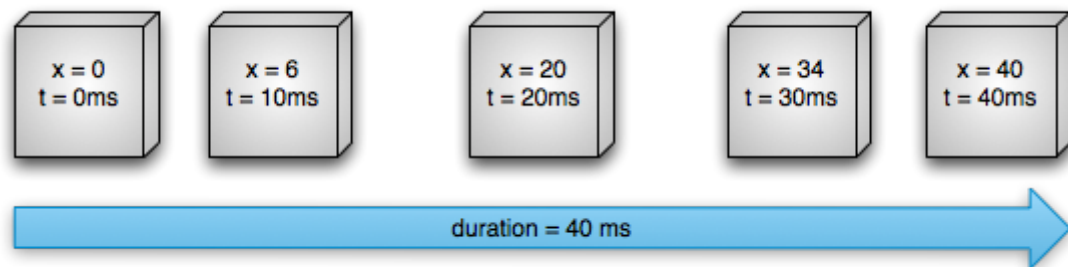 x = 0
t = 0ms
x = 6
t = 10ms
x = 20
t = 20ms
x = 34
t = 30ms
x = 40
t = 40ms
duration = 40 ms